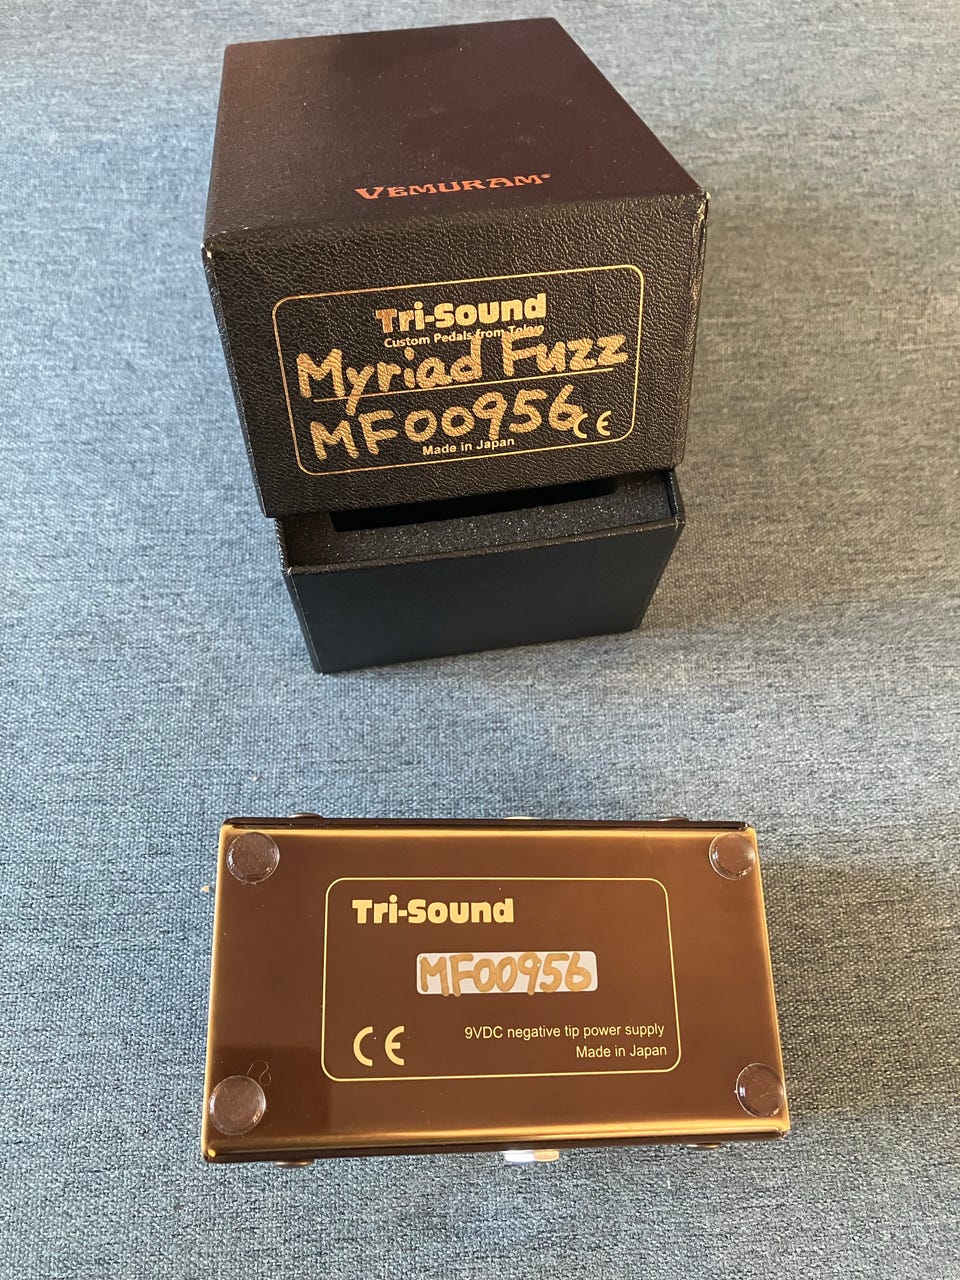 VEMURAM®
Tri-Sound
Custom Pedals from Tokyo
Myriad Fuzz
MF00956
CE
Made in Japan
Tri-Sound
MF00956
CE
9VDC negative tip power supply
Made in Japan